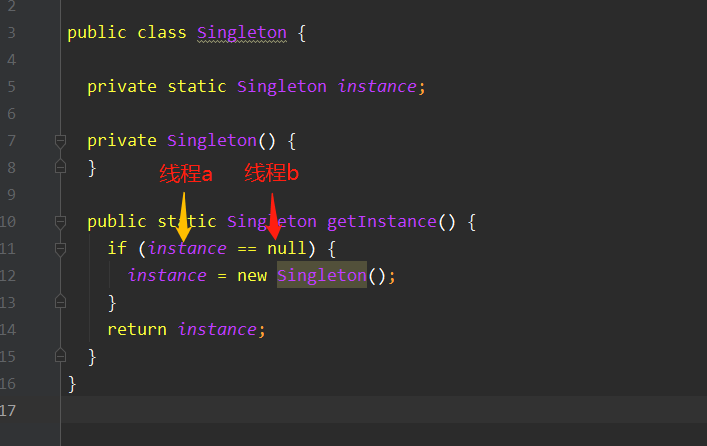 2
3 public class Singleton {
4
5 private static Singleton instance;
6
7 private Singleton() {
8 }
线程a 线程b
9
10 public static Singleton getInstance() {
11 if (instance == null) {
12 instance = new Singleton();
13 }
14 return instance;
15 }
16 }
17